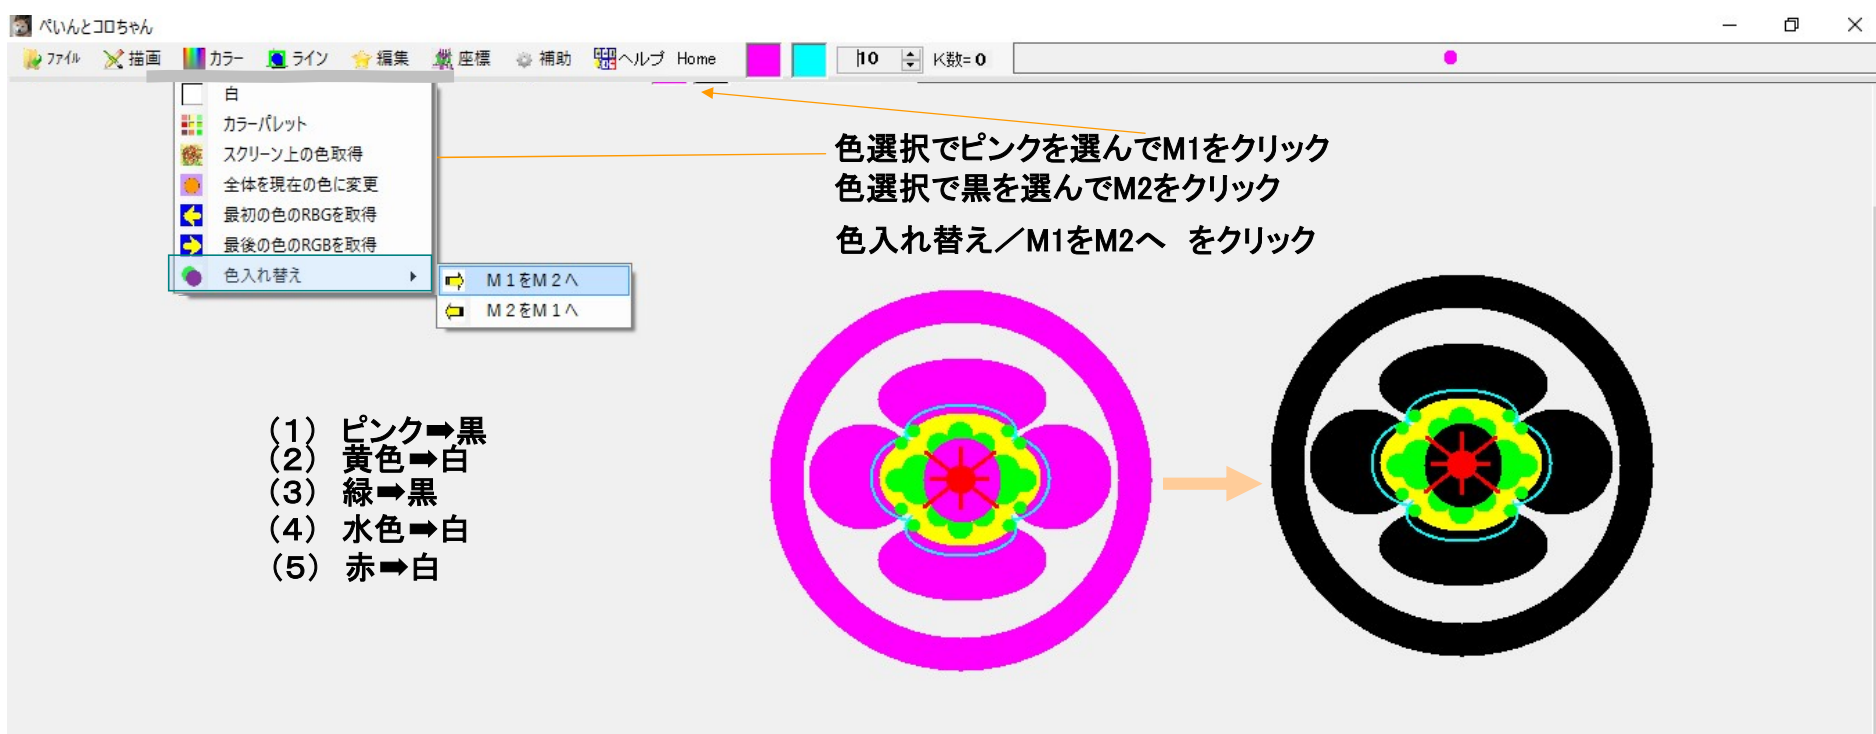 ぺいんとコロちゃん
ファイル 描画 カラー ライン 編集 座標 補助 ヘルプ Home 10 K数= 0
白
カラーパレット
スクリーン上の色取得
全体を現在の色に変更
最初の色のRBGを取得
最後の色のRGBを取得
色入れ替え
M1をM2へ
M2をM1へ
色選択でピンクを選んでM1をクリック
色選択で黒を選んでM2をクリック
色入れ替え／M1をM2へ をクリック
（1） ピンク➡黒
（2） 黄色➡白
（3） 緑➡黒
（4） 水色➡白
（5） 赤➡白